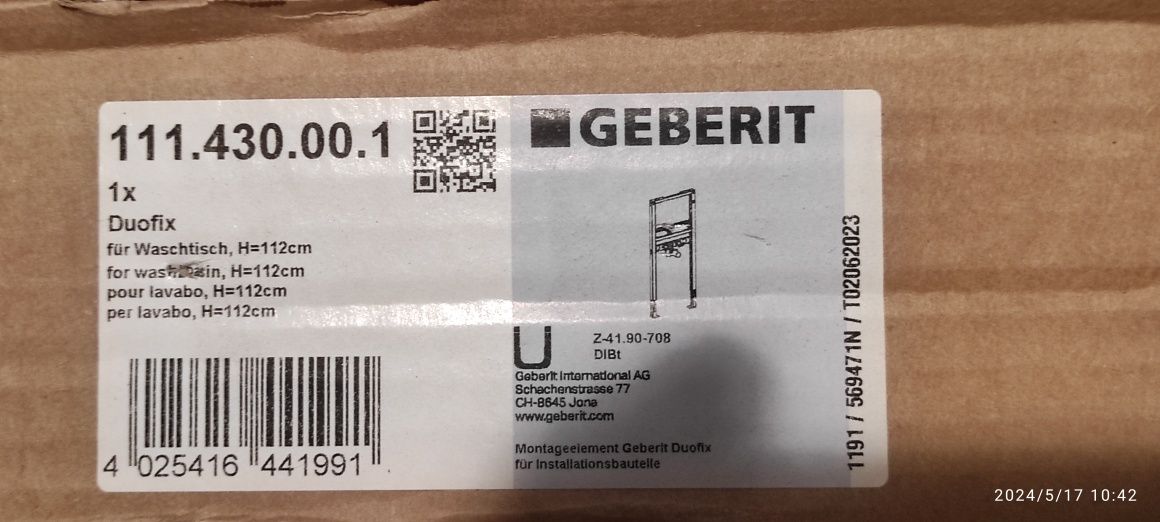 111.430.00.1
1x
Duofix
für Waschtisch, H=112cm
for washbasin, H=112cm
pour lavabo, H=112cm
per lavabo, H=112cm
4 025416 441991
GEBERIT
Z-41.90-708
DIBt
Geberit International AG
Schachenstrasse 77
CH-8645 Jona
www.geberit.com
Montageelement Geberit Duofix
für Installationsbauteile
1191 / 569471N / T02062023
2024/5/17 10:42